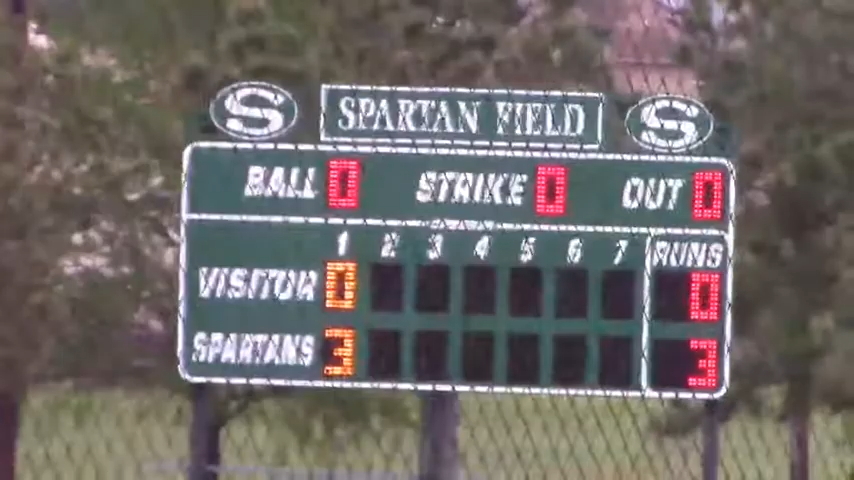 S SPARTAN FIELD S
BALL 0 STRIKE 0 OUT 0
1 2 3 4 5 6 7 RUNS
VISITOR 0 0
SPARTANS 3 3